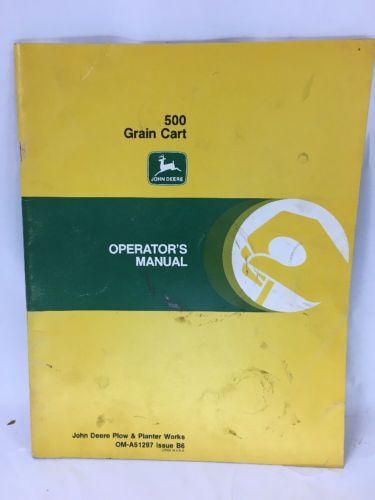 500
Grain Cart
JOHN DEERE
OPERATOR'S
MANUAL
John Deere Plow & Planter Works
OM-A51297 Issue B6